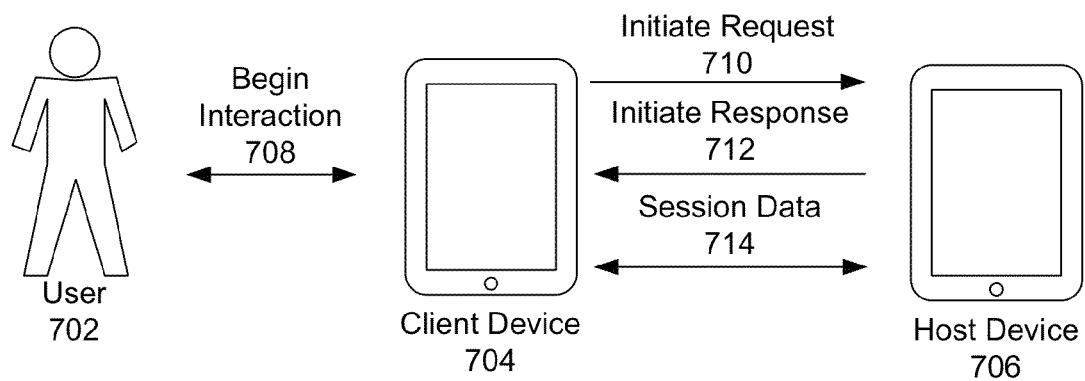 Initiate Request
710
Begin
Interaction
708
Initiate Response
712
Session Data
714
User
702
Client Device
704
Host Device
706